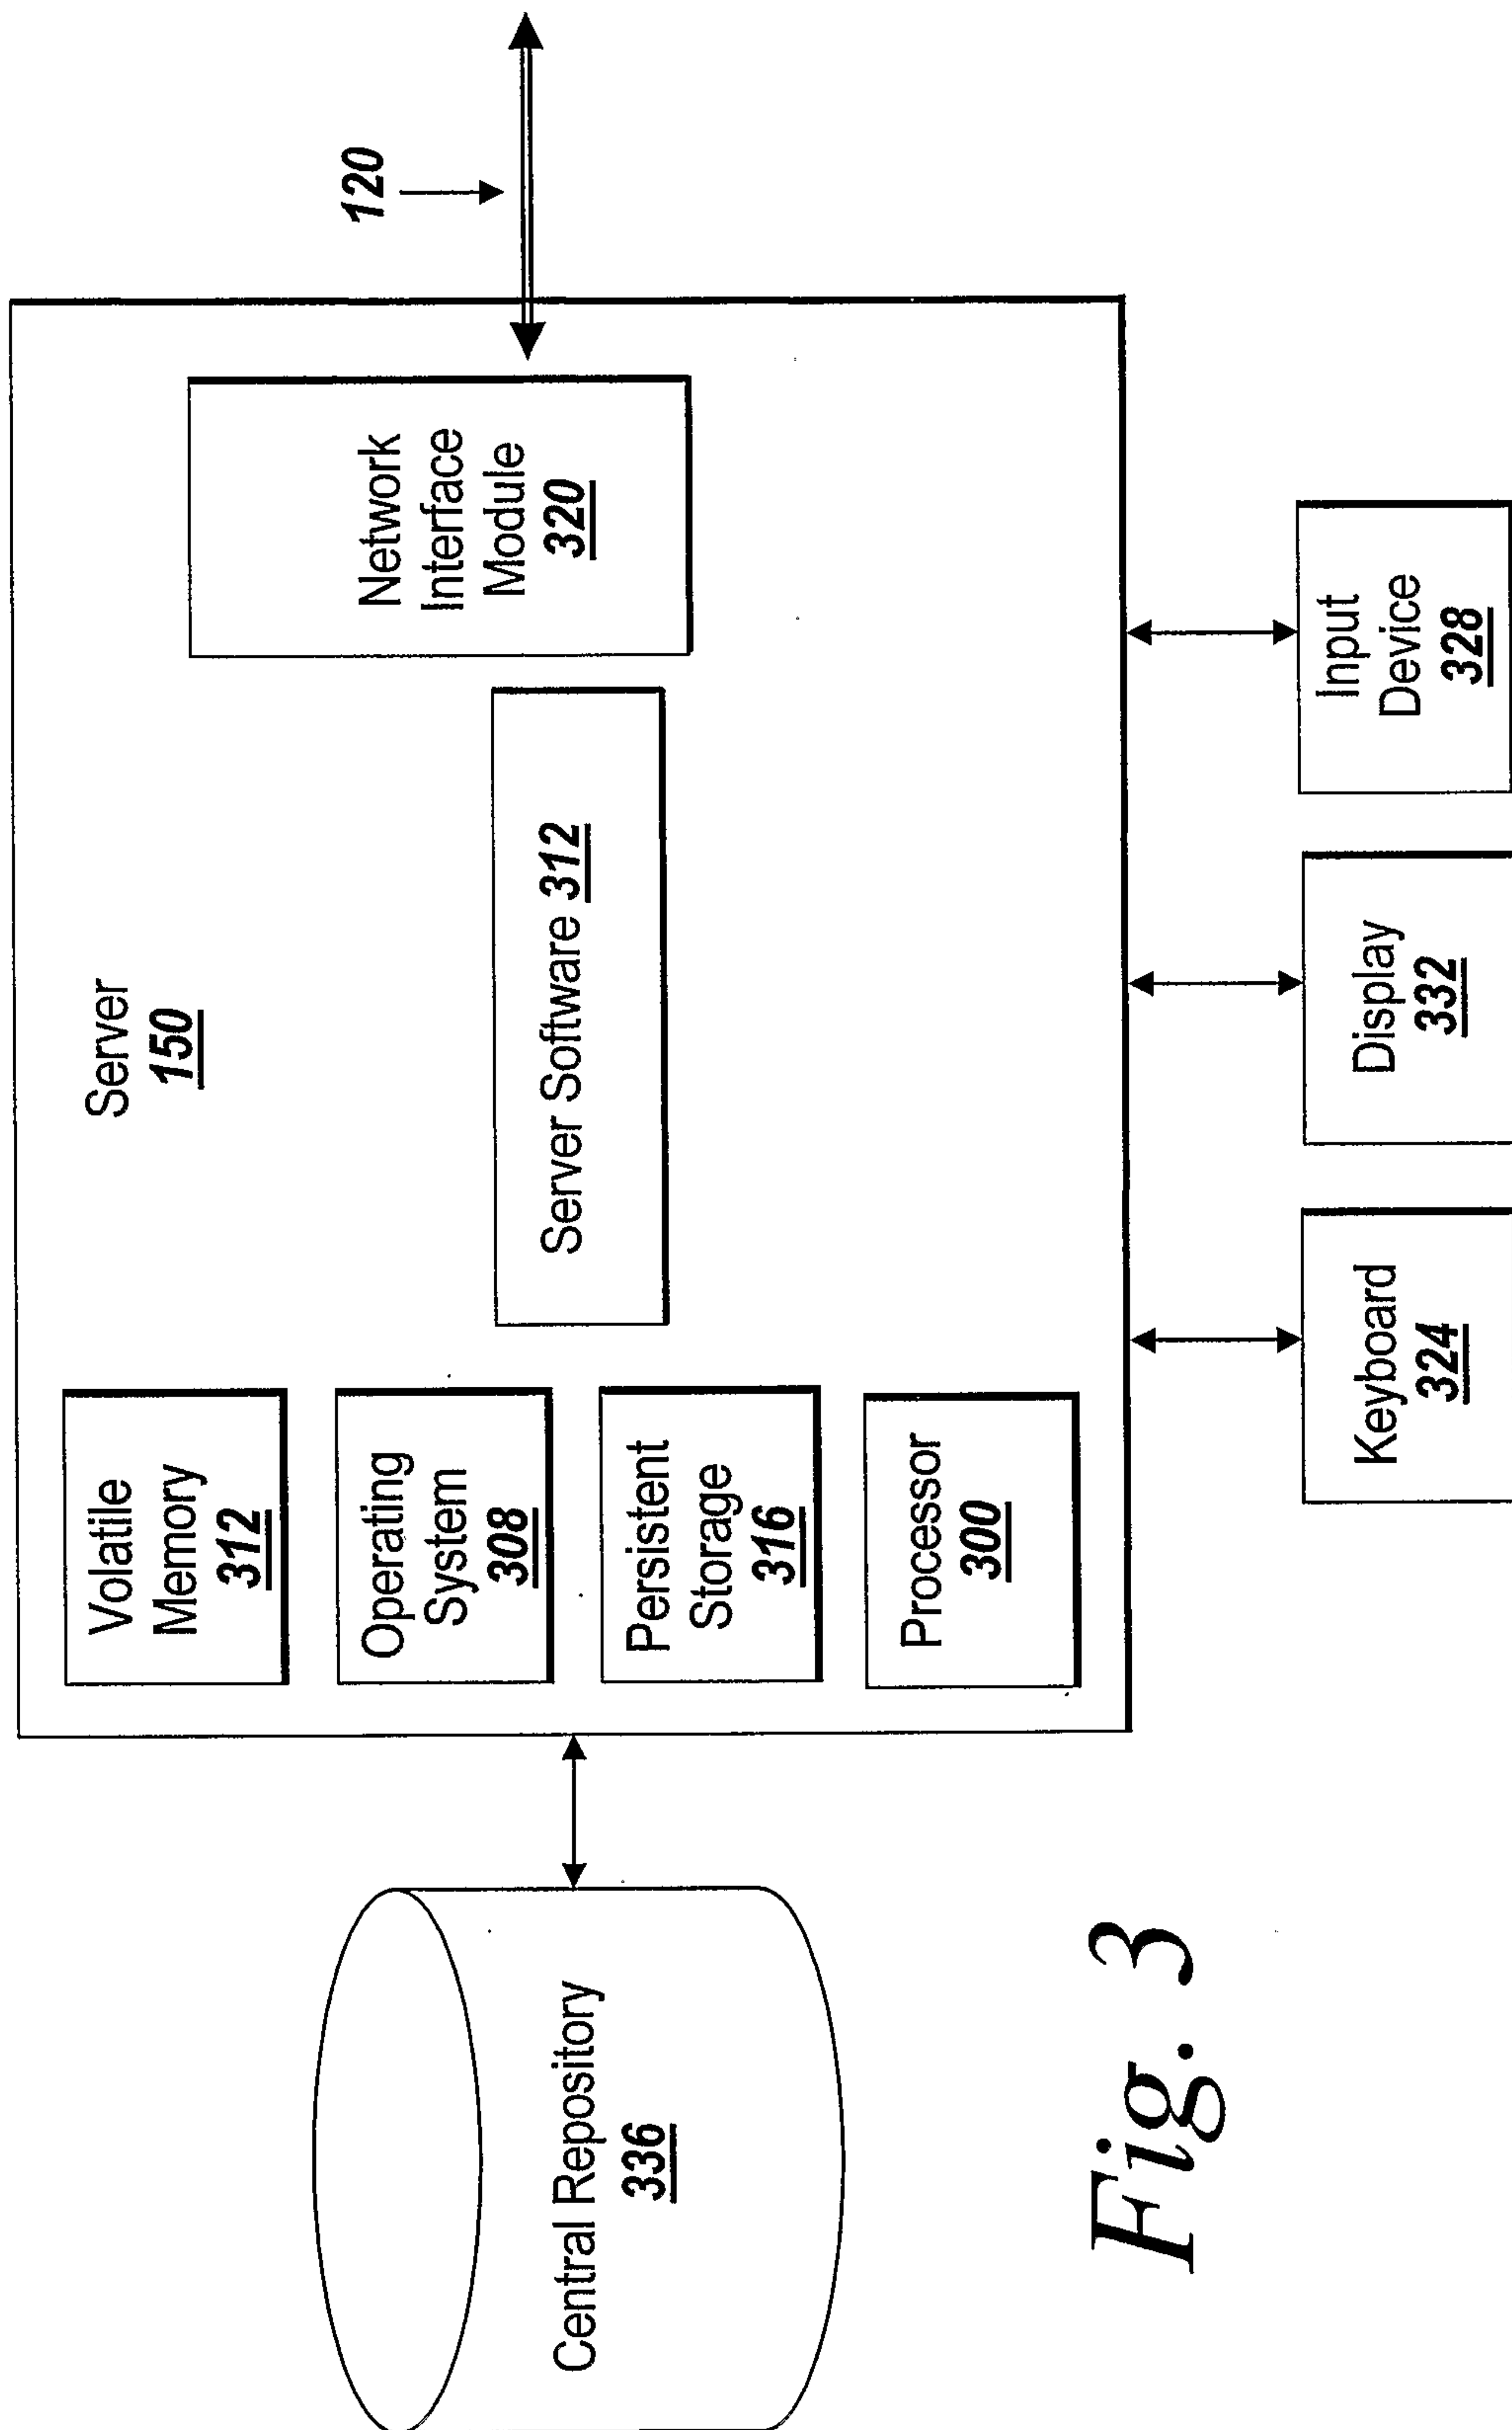 Server
150
120
Volatile
Memory
312
Operating
System
308
Persistent
Storage
316
Processor
300
Server Software 312
Network
Interface
Module
320
Central Repository
336
Keyboard
324
Display
332
Input
Device
328
Fig. 3